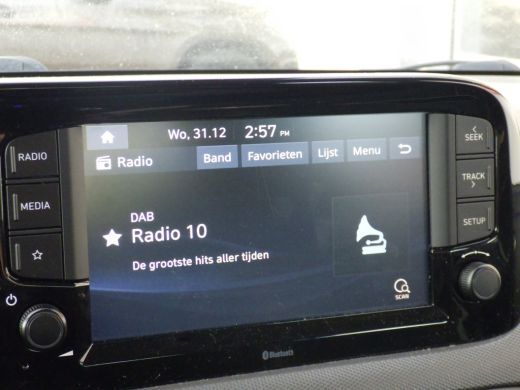 Wo, 31.12 2:57 PM
Radio Band Favorieten Lijst Menu
RADIO
MEDIA
DAB
Radio 10
De grootste hits aller tijden
SCAN
< SEEK
TRACK >
SETUP
Bluetooth